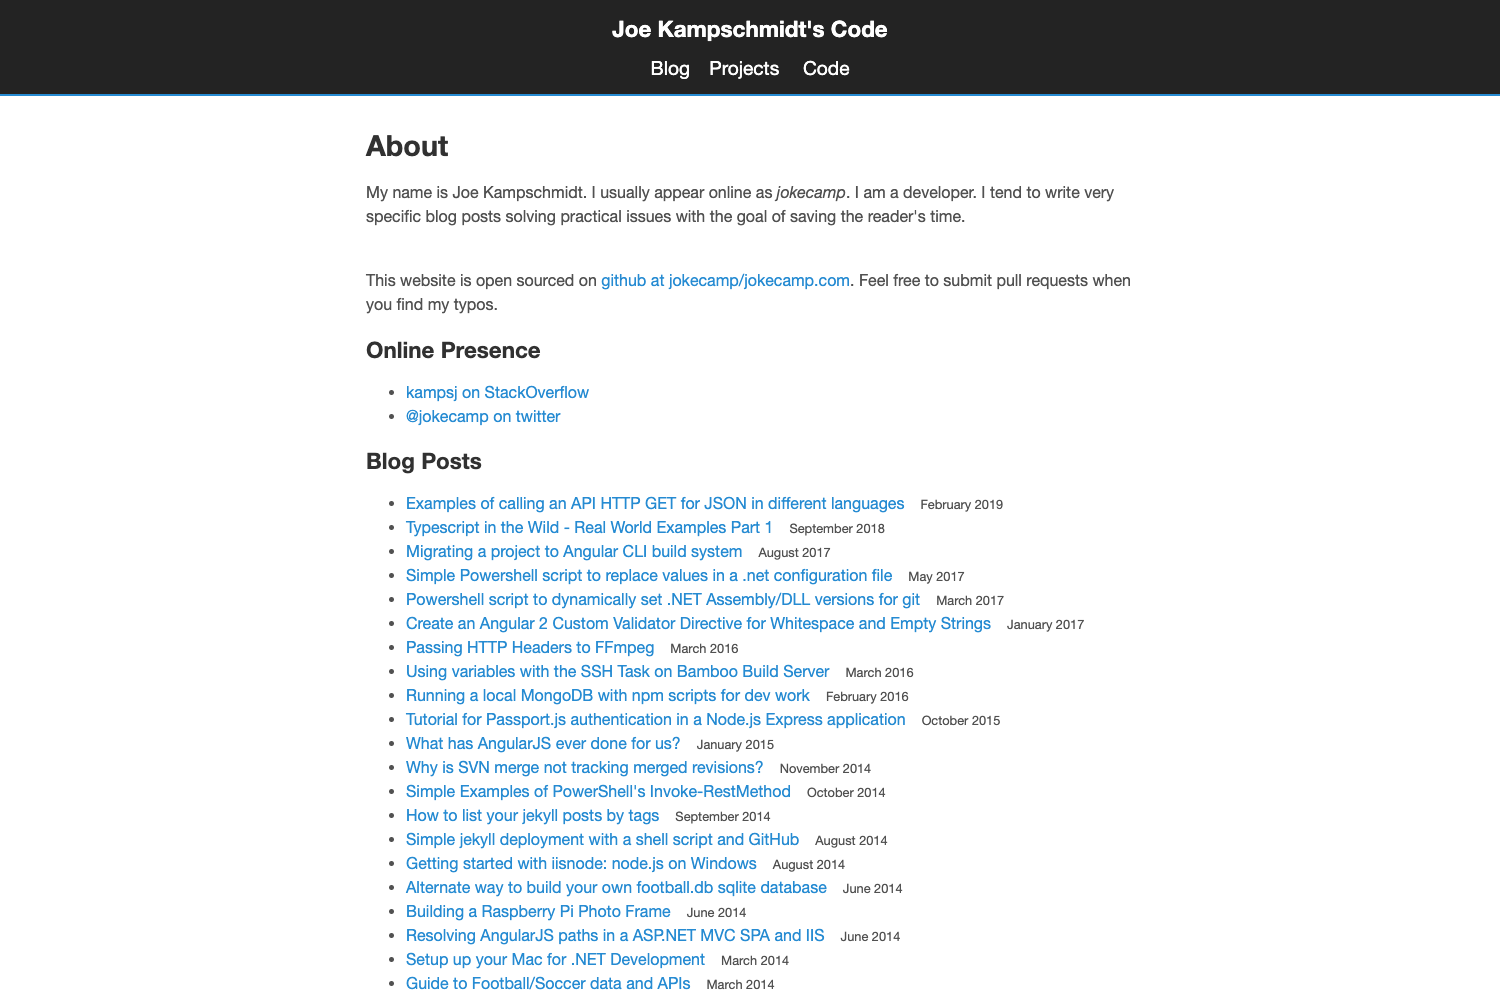 Joe Kampschmidt's Code
Blog Projects Code
About
My name is Joe Kampschmidt. I usually appear online as jokecamp. I am a developer. I tend to write very
specific blog posts solving practical issues with the goal of saving the reader's time.
This website is open sourced on github at jokecamp/jokecamp.com. Feel free to submit pull requests when
you find my typos.
Online Presence
• kampsj on StackOverflow
• @jokecamp on twitter
Blog Posts
• Examples of calling an API HTTP GET for JSON in different languages February 2019
• Typescript in the Wild - Real World Examples Part 1 September 2018
• Migrating a project to Angular CLI build system August 2017
• Simple Powershell script to replace values in a .net configuration file May 2017
• Powershell script to dynamically set .NET Assembly/DLL versions for git March 2017
• Create an Angular 2 Custom Validator Directive for Whitespace and Empty Strings January 2017
• Passing HTTP Headers to FFmpeg March 2016
• Using variables with the SSH Task on Bamboo Build Server March 2016
• Running a local MongoDB with npm scripts for dev work February 2016
• Tutorial for Passport.js authentication in a Node.js Express application October 2015
• What has AngularJS ever done for us? January 2015
• Why is SVN merge not tracking merged revisions? November 2014
• Simple Examples of PowerShell's Invoke-RestMethod October 2014
• How to list your jekyll posts by tags September 2014
• Simple jekyll deployment with a shell script and GitHub August 2014
• Getting started with iisnode: node.js on Windows August 2014
• Alternate way to build your own football.db sqlite database June 2014
• Building a Raspberry Pi Photo Frame June 2014
• Resolving AngularJS paths in a ASP.NET MVC SPA and IIS June 2014
• Setup up your Mac for .NET Development March 2014
• Guide to Football/Soccer data and APIs March 2014